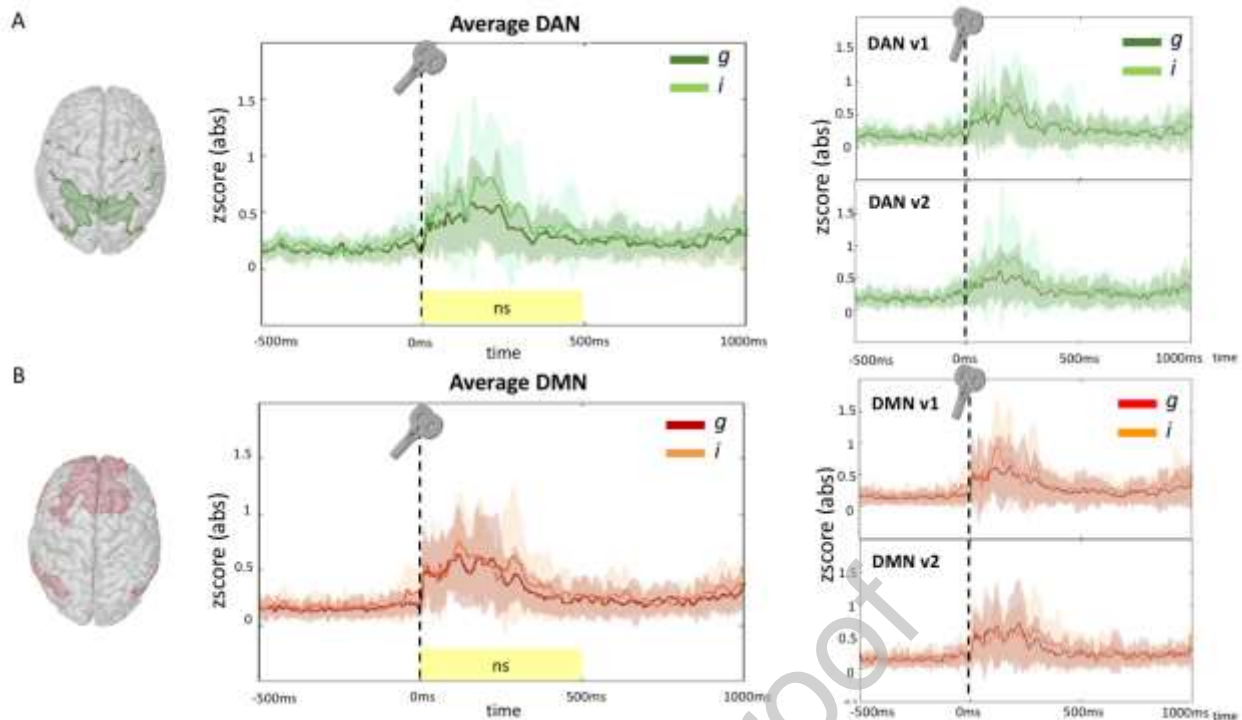 A
Average DAN
g
i
zscore (abs)
1.5
1
0.5
0
ns
-500ms
0ms
500ms
1000ms
time
DAN v1
g
i
1.5
1
0.5
0
DAN v2
zscore (abs)
1.5
1
0.5
0
-500ms
0ms
500ms
1000ms
time
B
Average DMN
g
i
zscore (abs)
1.5
1
0.5
0
ns
-500ms
0ms
500ms
1000ms
time
DMN v1
g
i
1.5
1
0.5
0
DMN v2
zscore (abs)
1.5
1
0.5
0
-500ms
0ms
500ms
1000ms
time
roof